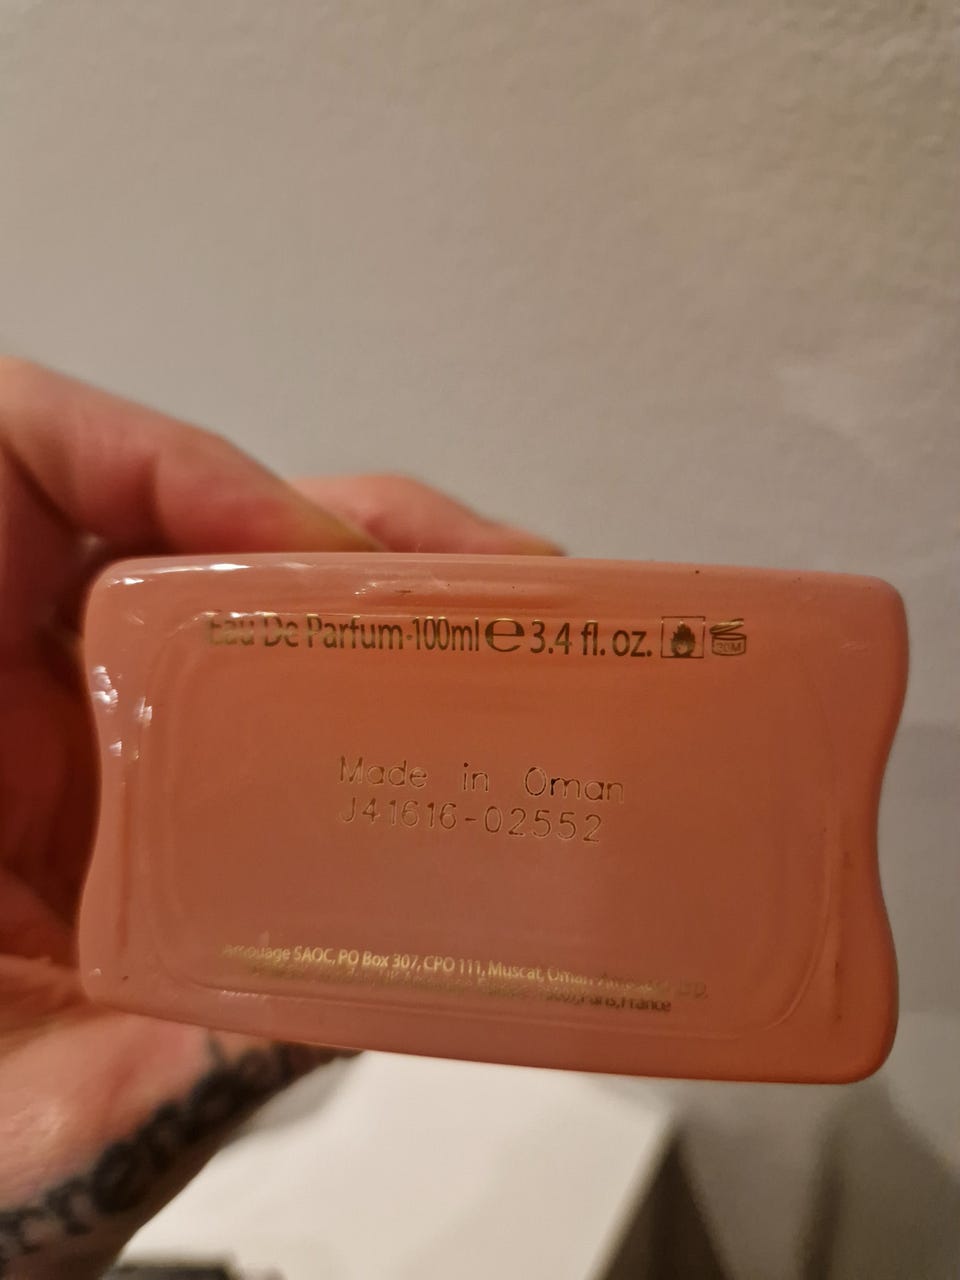 Eau De Parfum·100ml ℮ 3.4 fl. oz.
30M
Made in Oman
J41616-02552
Amouage SAOC, PO Box 307, CPO 111, Muscat, Oman
Paris, France